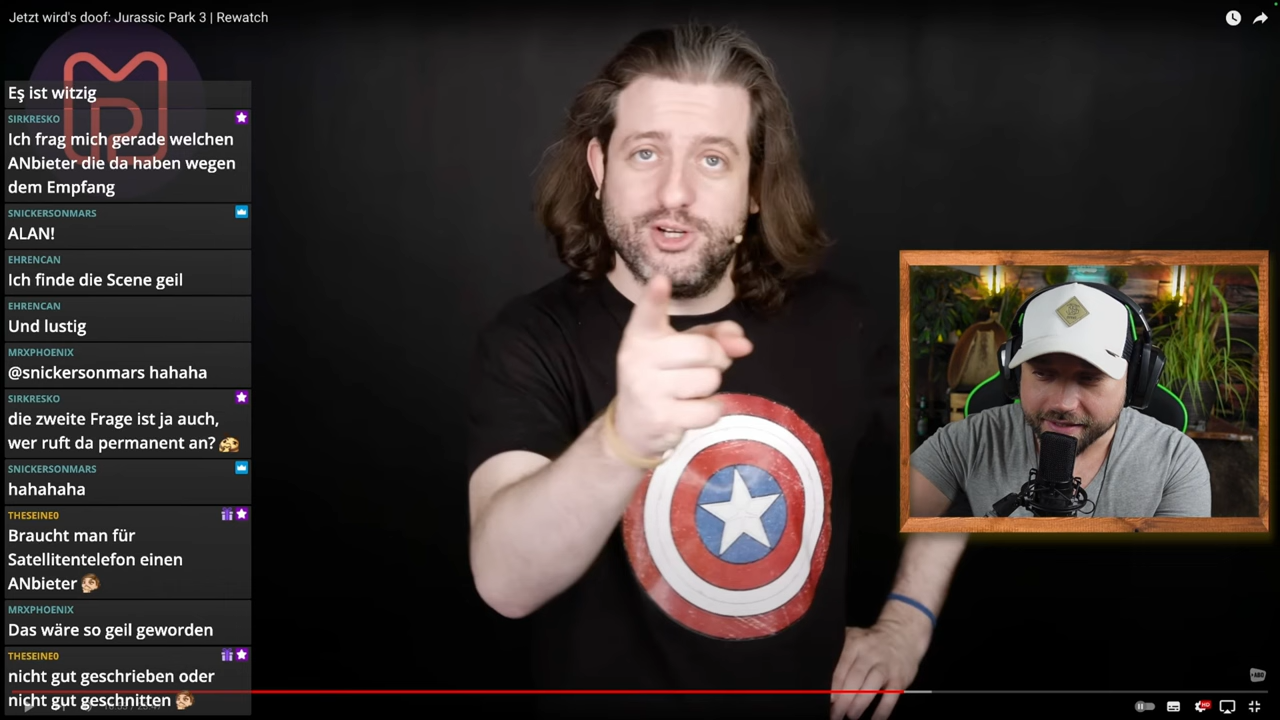 Jetzt wird's doof: Jurassic Park 3 | Rewatch
Eş ist witzig
SIRKRESKO
Ich frag mich gerade welchen
ANbieter die da haben wegen
dem Empfang
SNICKERSONMARS
ALAN!
EHRENCAN
Ich finde die Scene geil
EHRENCAN
Und lustig
MRXPHOENIX
@snickersonmars hahaha
SIRKRESKO
die zweite Frage ist ja auch,
wer ruft da permanent an?
SNICKERSONMARS
hahahaha
THESEINE0
Braucht man für
Satellitentelefon einen
ANbieter
MRXPHOENIX
Das wäre so geil geworden
THESEINE0
nicht gut geschrieben oder
nicht gut geschnitten